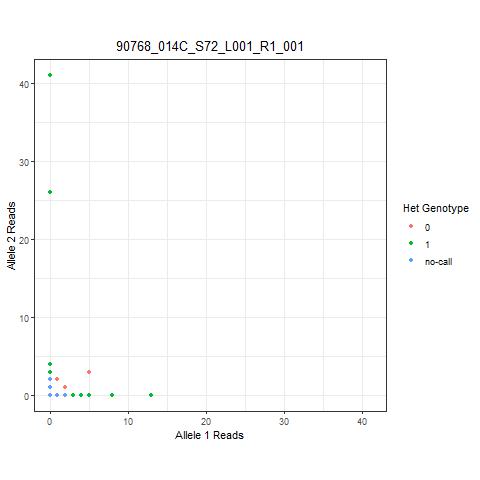 90768_014C_S72_L001_R1_001
40
30
20
10
0
Allele 2 Reads
0 10 20 30 40
Allele 1 Reads
Het Genotype
0
1
no-call